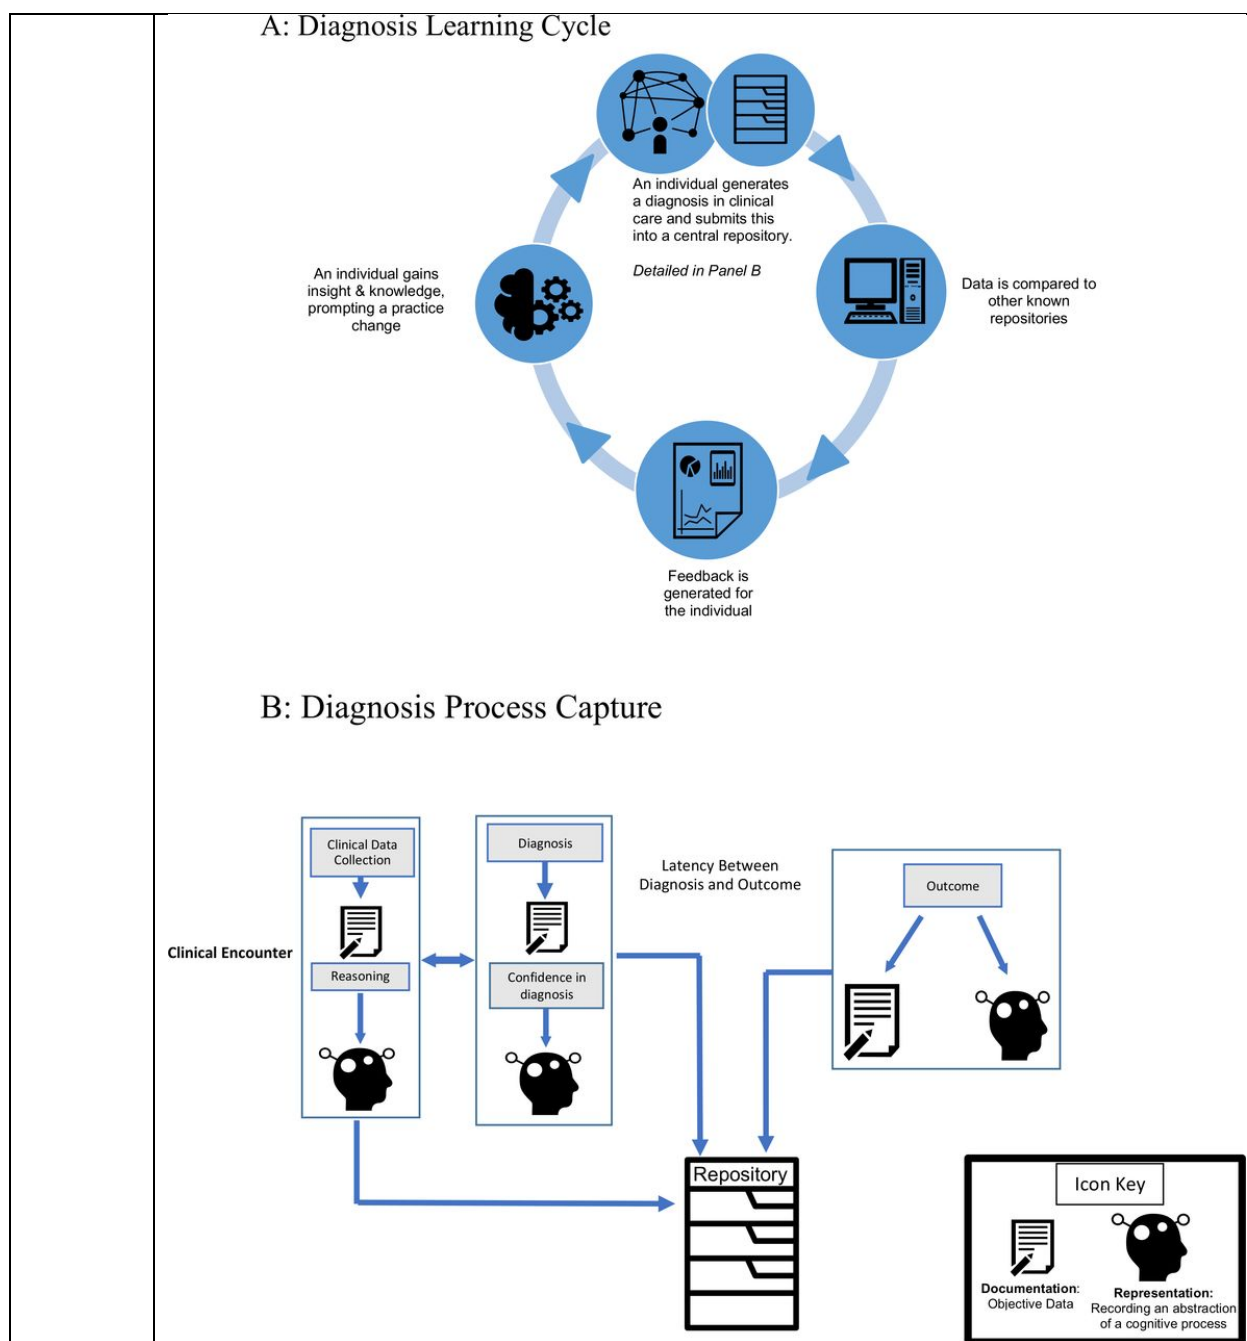 A: Diagnosis Learning Cycle
An individual generates
a diagnosis in clinical
care and submits this
into a central repository.
Detailed in Panel B
An individual gains
insight & knowledge,
prompting a practice
change
Data is compared to
other known
repositories
Feedback is
generated for
the individual
B: Diagnosis Process Capture
Clinical Encounter
Clinical Data
Collection
Reasoning
Diagnosis
Confidence in
diagnosis
Latency Between
Diagnosis and Outcome
Outcome
Repository
Icon Key
Documentation:
Objective Data
Representation:
Recording an abstraction
of a cognitive process